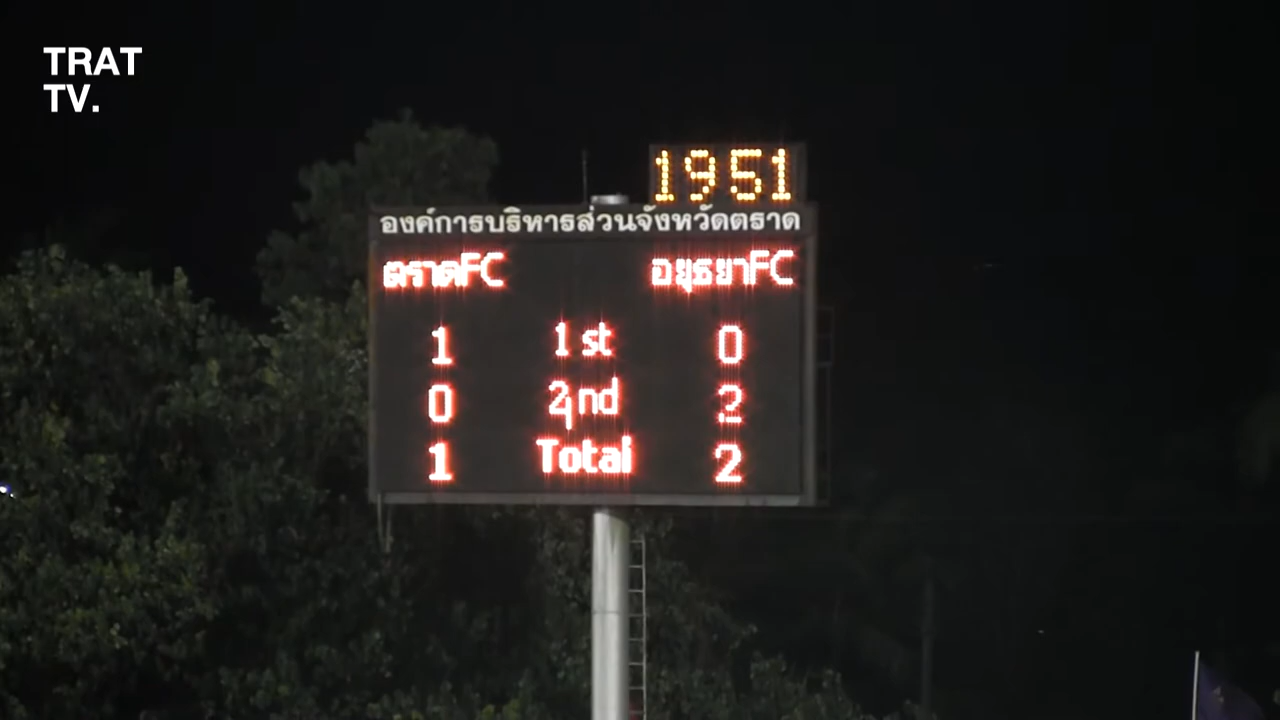 TRAT
TV.
1951
องค์การบริหารส่วนจังหวัดตราด
ตราดFC อยุธยาFC
1 1st 0
0 2nd 2
1 Total 2